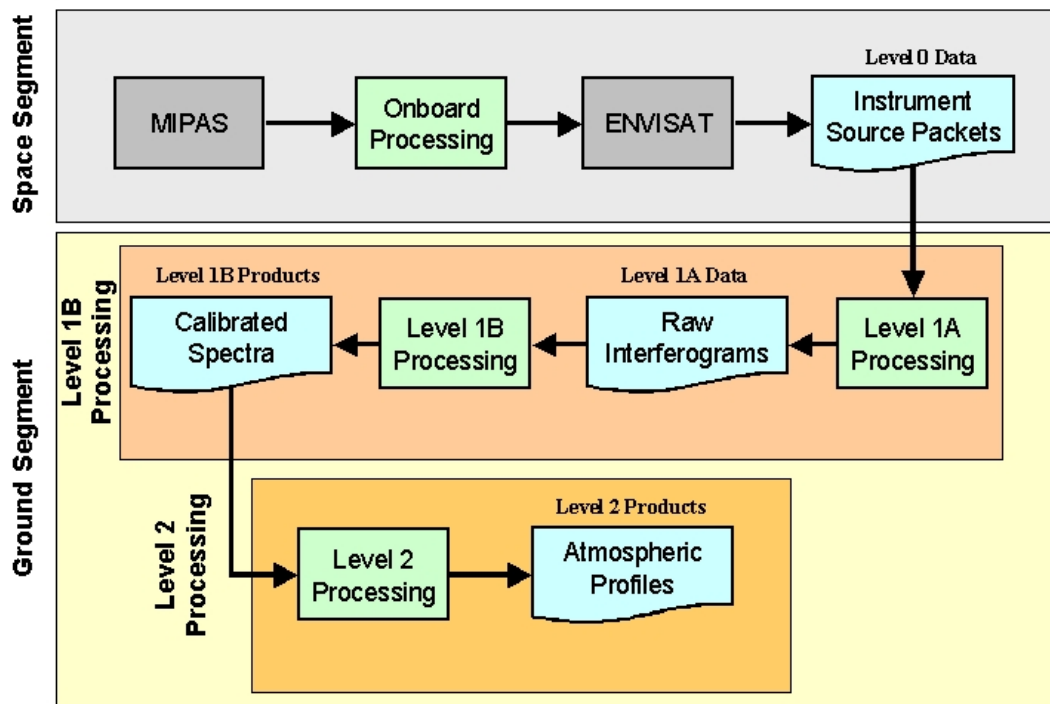 Space Segment
Level 0 Data
MIPAS
Onboard
Processing
ENVISAT
Instrument
Source Packets
Ground Segment
Level 1B
Processing
Level 1B Products
Calibrated
Spectra
Level 1B
Processing
Level 1A Data
Raw
Interferograms
Level 1A
Processing
Level 2
Processing
Level 2
Processing
Level 2 Products
Atmospheric
Profiles